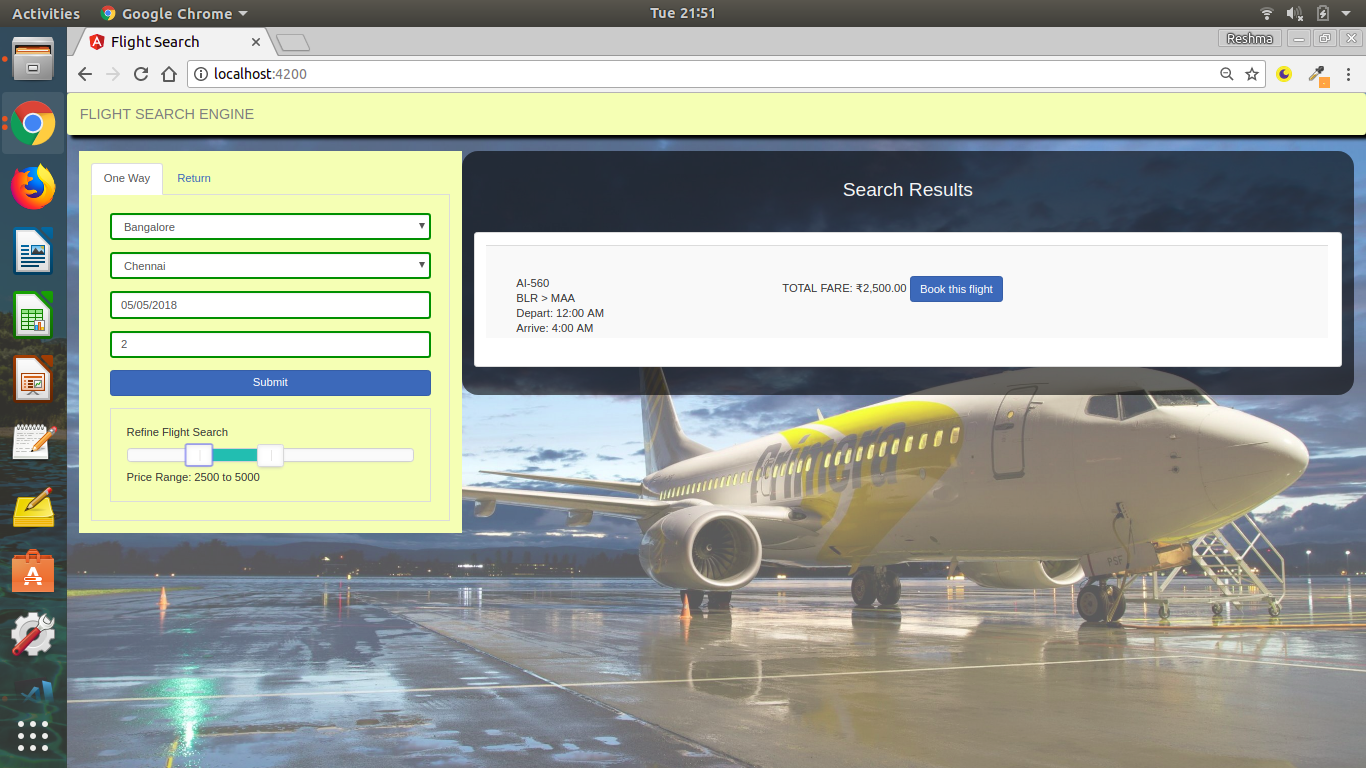 Activities
Google Chrome
Tue 21:51
Flight Search
Reshma
localhost:4200
FLIGHT SEARCH ENGINE
One Way
Return
Bangalore
Chennai
05/05/2018
2
Submit
Refine Flight Search
Price Range: 2500 to 5000
Search Results
AI-560
BLR > MAA
Depart: 12:00 AM
Arrive: 4:00 AM
TOTAL FARE: ₹2,500.00
Book this flight
primera